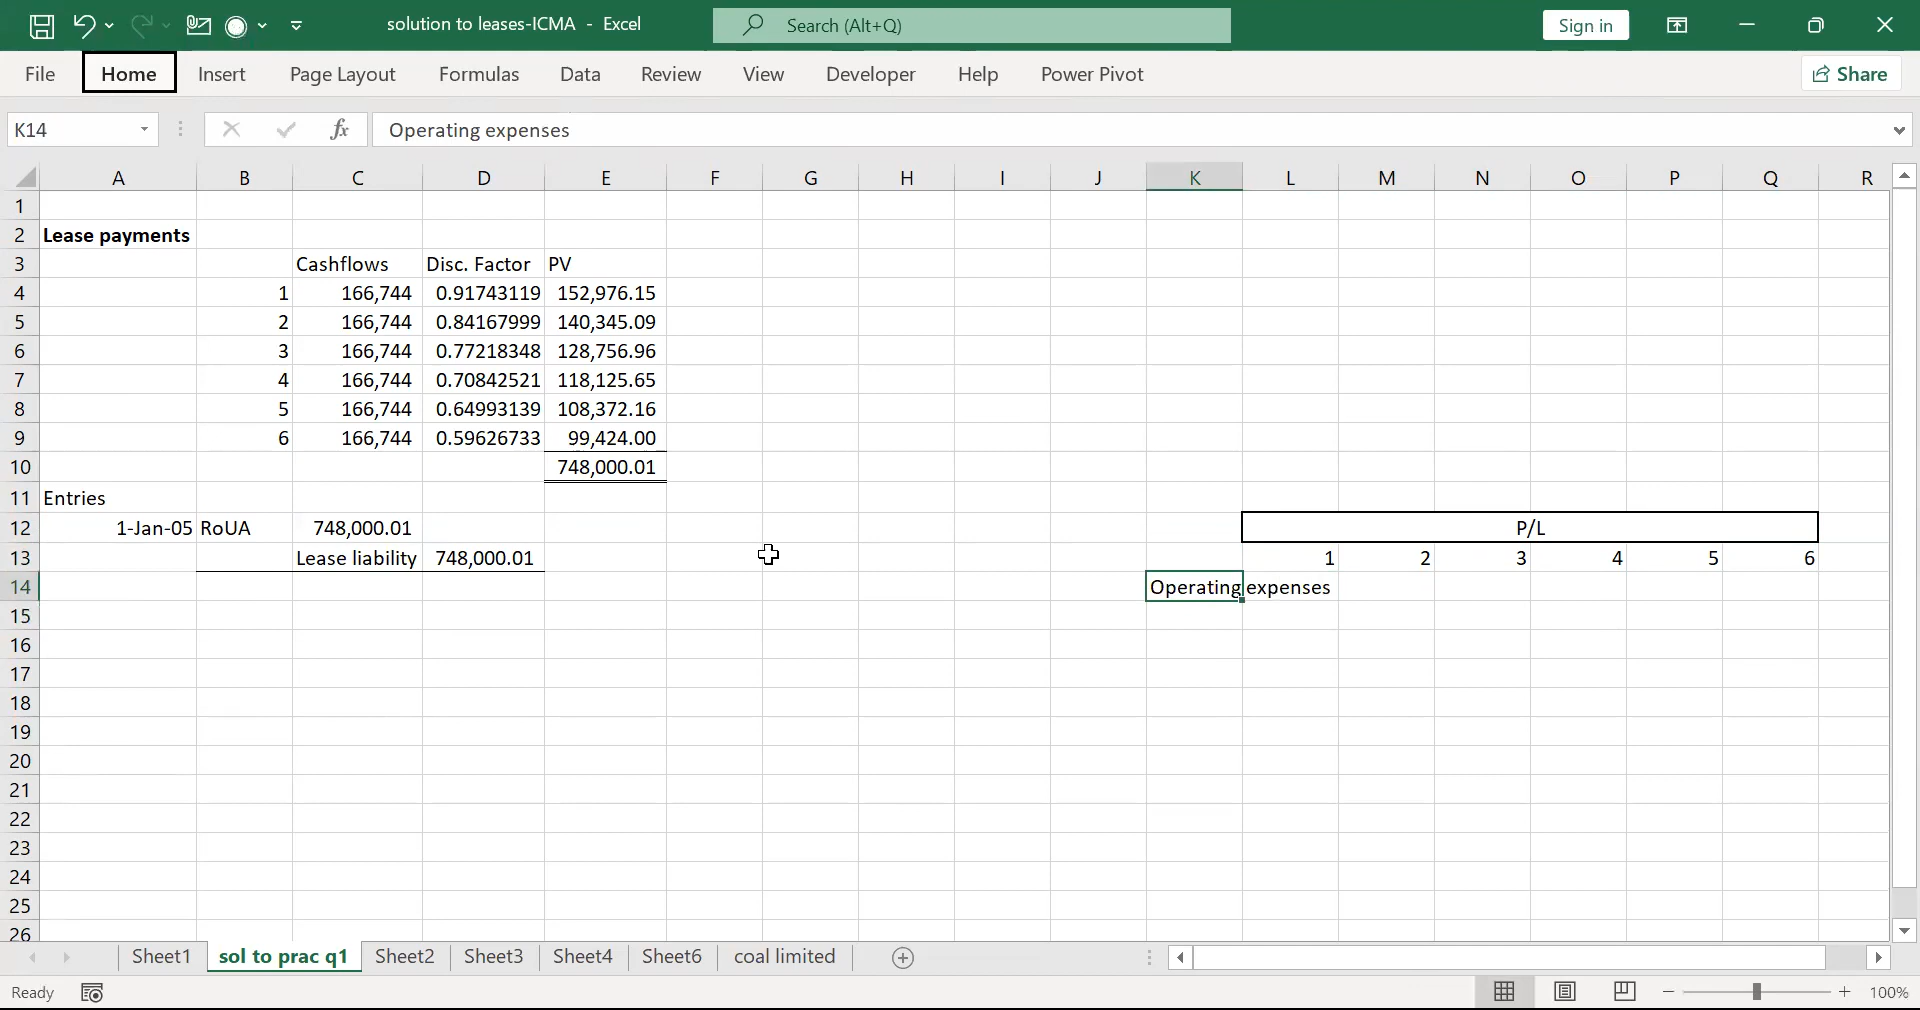 solution to leases-ICMA - Excel
Search (Alt+Q)
Sign in
File Home Insert Page Layout Formulas Data Review View Developer Help Power Pivot Share
K14 fx Operating expenses
A B C D E F G H I J K L M N O P Q R
1
2 Lease payments
3 Cashflows Disc. Factor PV
4 1 166,744 0.91743119 152,976.15
5 2 166,744 0.84167999 140,345.09
6 3 166,744 0.77218348 128,756.96
7 4 166,744 0.70842521 118,125.65
8 5 166,744 0.64993139 108,372.16
9 6 166,744 0.59626733 99,424.00
10 748,000.01
11 Entries
12 1-Jan-05 RoUA 748,000.01 P/L
13 Lease liability 748,000.01 1 2 3 4 5 6
14 Operating expenses
15
16
17
18
19
20
21
22
23
24
25
26
Sheet1 sol to prac q1 Sheet2 Sheet3 Sheet4 Sheet6 coal limited
Ready 100%